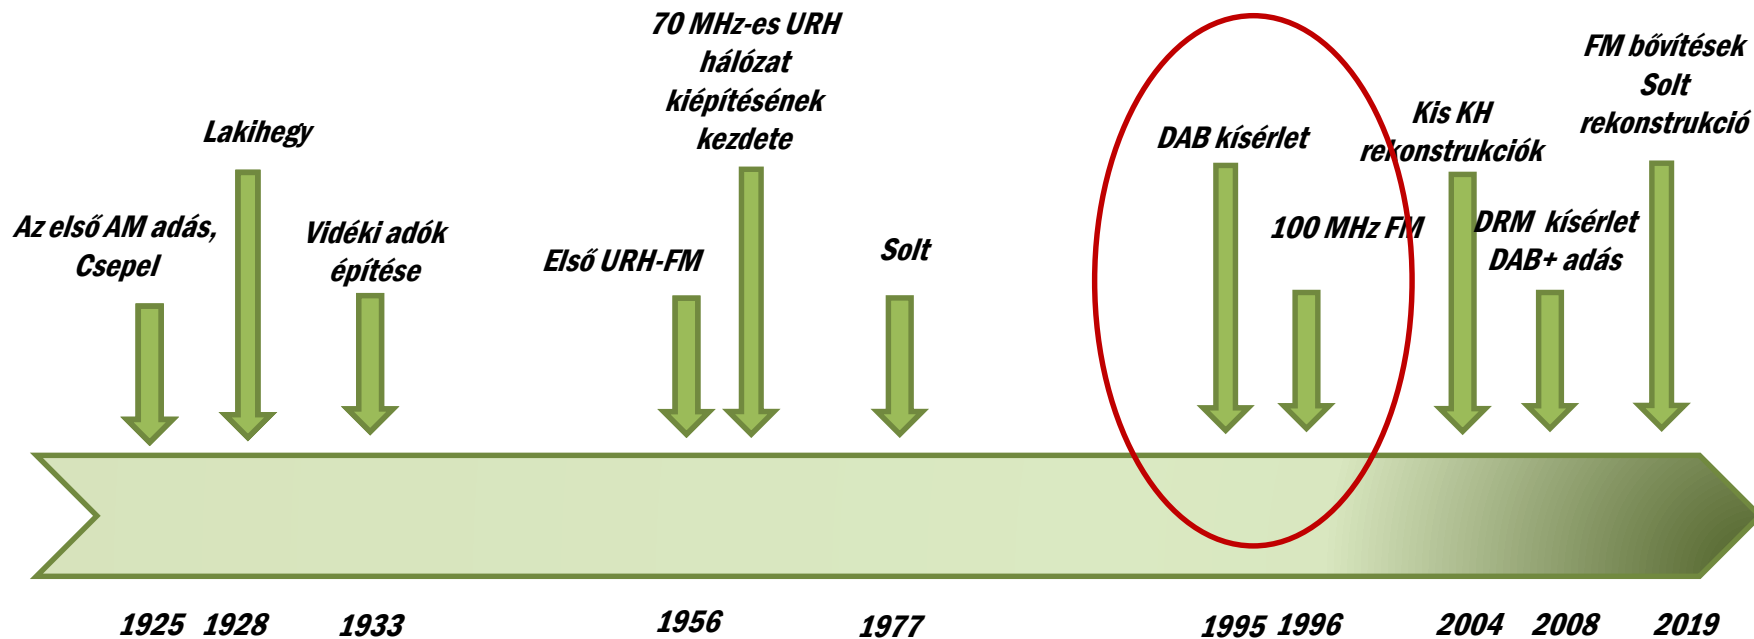 Az első AM adás,
Csepel
Lakihegy
Vidéki adók
építése
Első URH-FM
70 MHz-es URH
hálózat
kiépítésének
kezdete
Solt
DAB kísérlet
100 MHz FM
Kis KH
rekonstrukciók
DRM kísérlet
DAB+ adás
FM bővítések
Solt
rekonstrukció
1925 1928 1933 1956 1977 1995 1996 2004 2008 2019